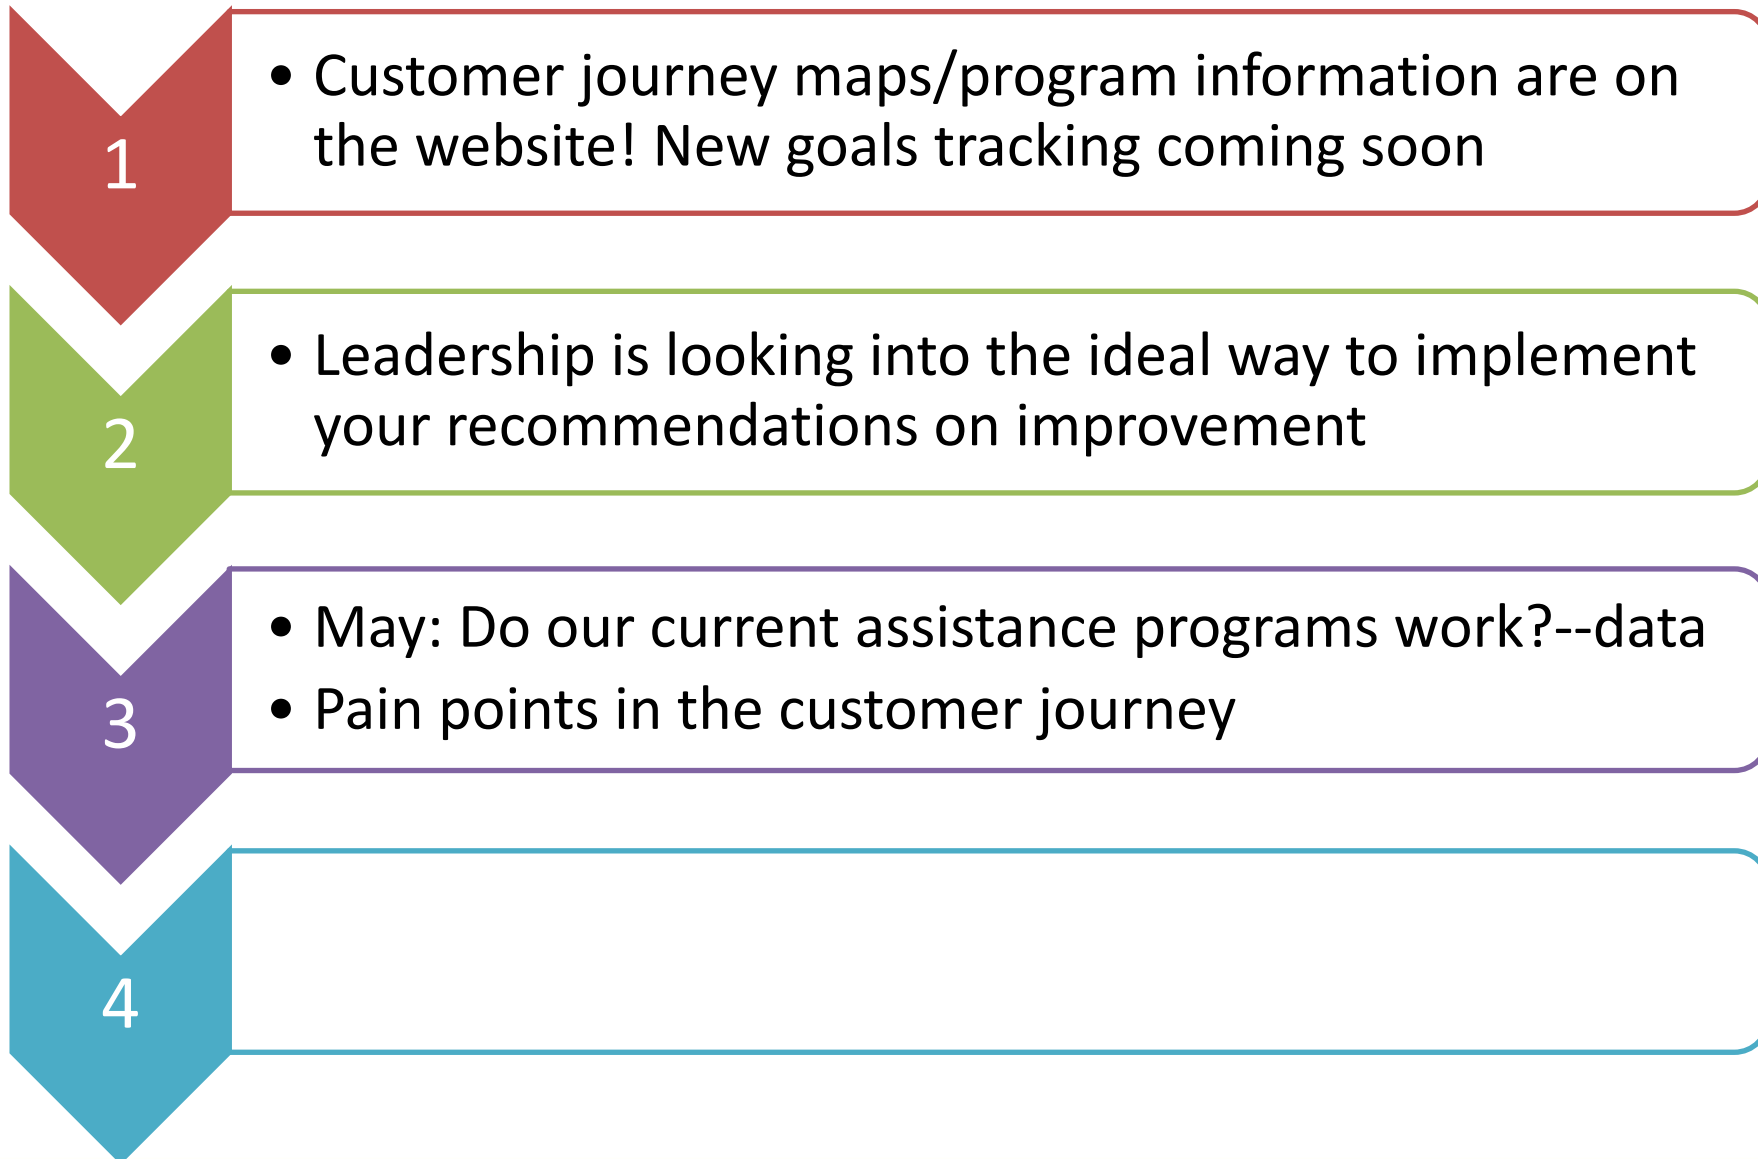 1
• Customer journey maps/program information are on
the website! New goals tracking coming soon
2
• Leadership is looking into the ideal way to implement
your recommendations on improvement
3
• May: Do our current assistance programs work?--data
• Pain points in the customer journey
4